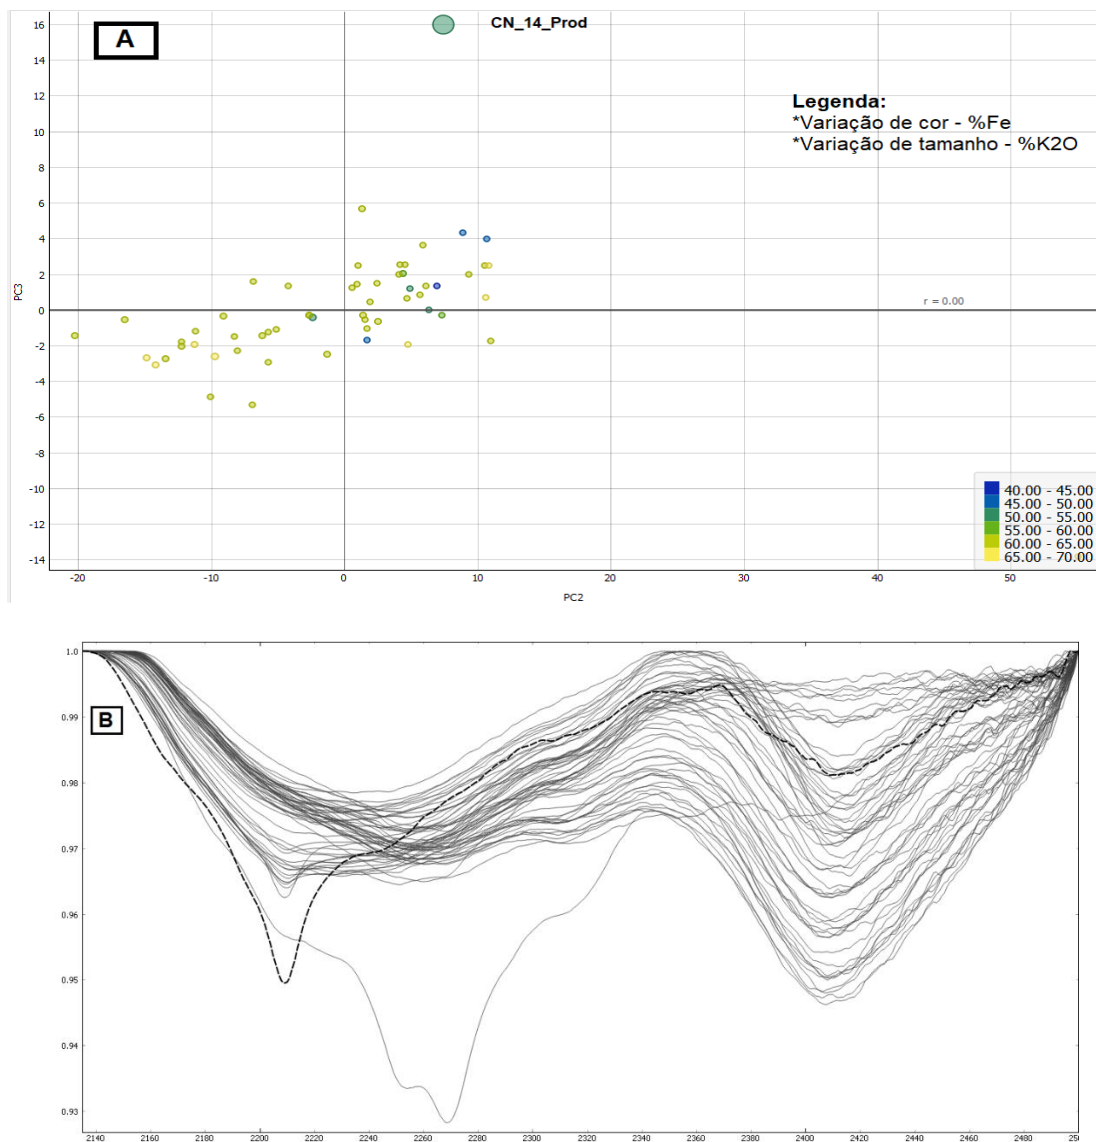 A
CN_14_Prod
Legenda:
*Variação de cor - %Fe
*Variação de tamanho - %K2O
16
14
12
10
8
6
4
2
0
-2
-4
-6
-8
-10
-12
-14
PC3
r = 0.00
40.00 - 45.00
45.00 - 50.00
50.00 - 55.00
55.00 - 60.00
60.00 - 65.00
65.00 - 70.00
-20 -10 0 10 20 30 40 50
PC2
B
1.0
0.99
0.98
0.97
0.96
0.95
0.94
0.93
2140 2160 2180 2200 2220 2240 2260 2280 2300 2320 2340 2360 2380 2400 2420 2440 2460 2480 250